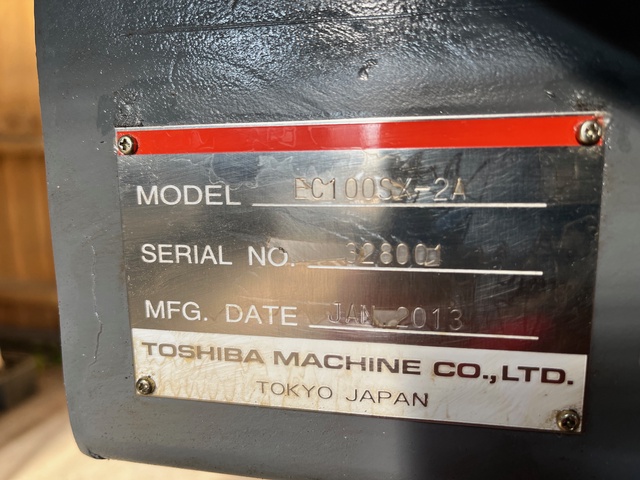 MODEL EC100SX-2A
SERIAL NO.
MFG. DATE JAN. 2013
TOSHIBA MACHINE CO.,LTD.
TOKYO JAPAN